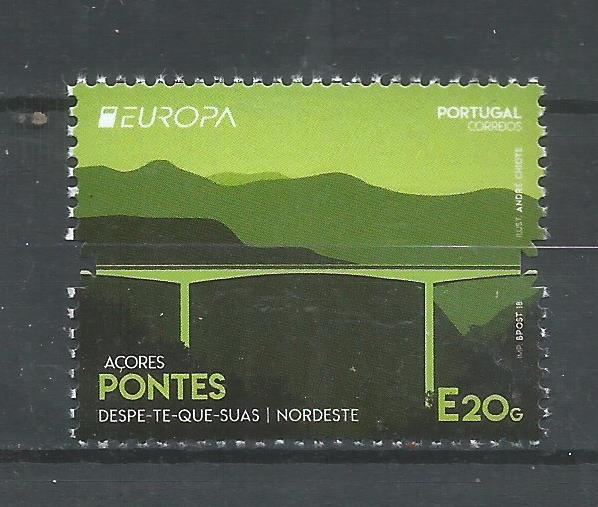 EUROPA
PORTUGAL
CORREIOS
ILUST. ANDRÉ CHIOTE
IMP. BPOST 18
AÇORES
PONTES
DESPE-TE-QUE-SUAS | NORDESTE
E20G